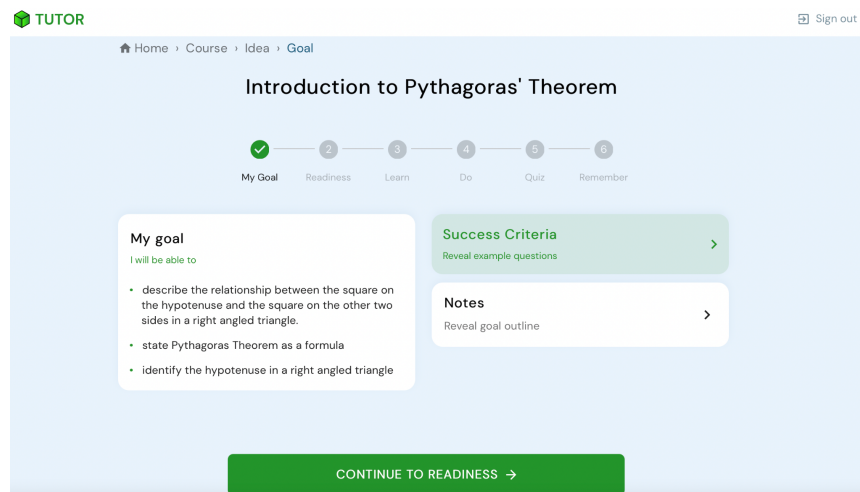 TUTOR
Sign out
Home › Course › Idea › Goal
Introduction to Pythagoras' Theorem
2 3 4 5 6
My Goal Readiness Learn Do Quiz Remember
My goal
I will be able to
• describe the relationship between the square on
the hypotenuse and the square on the other two
sides in a right angled triangle.
• state Pythagoras Theorem as a formula
• identify the hypotenuse in a right angled triangle
Success Criteria
Reveal example questions
Notes
Reveal goal outline
CONTINUE TO READINESS →